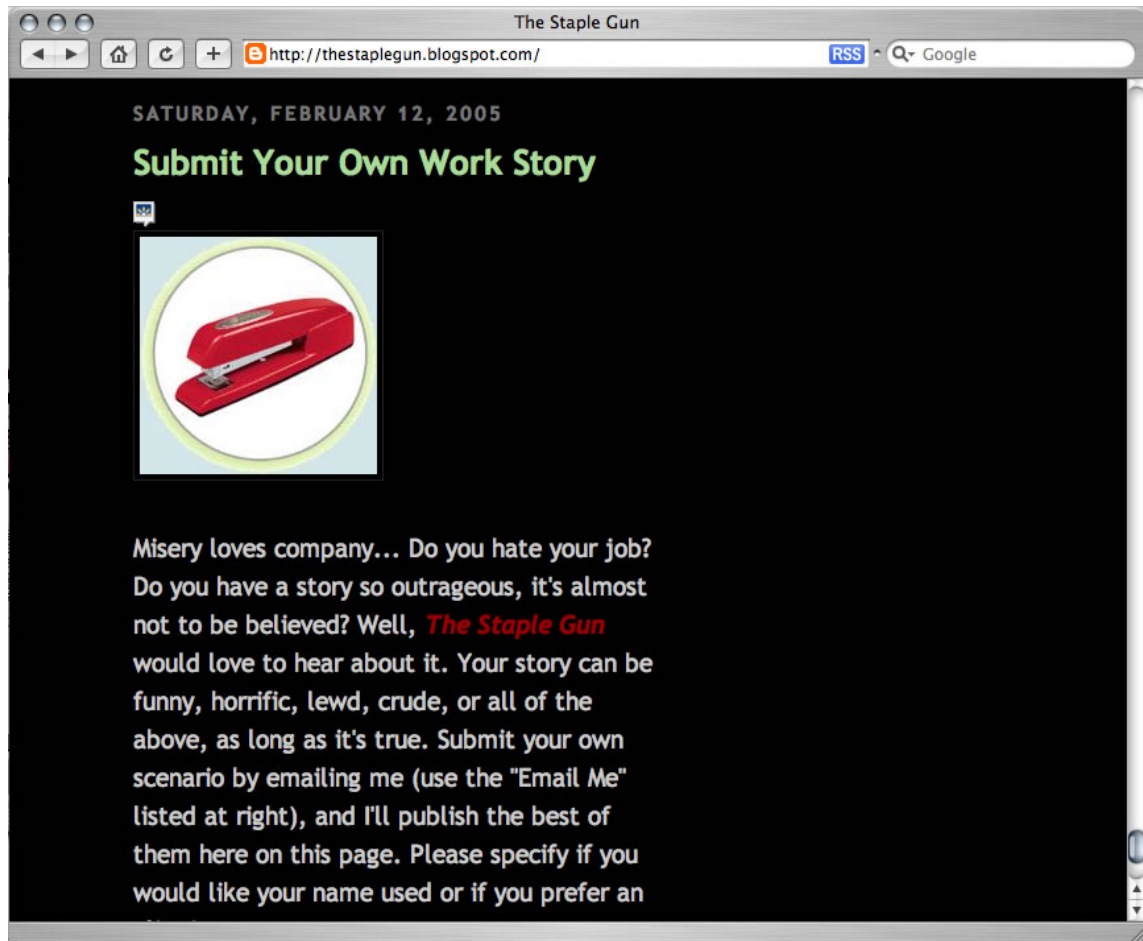 The Staple Gun
http://thestaplegun.blogspot.com/
RSS
Google
SATURDAY, FEBRUARY 12, 2005
Submit Your Own Work Story
Misery loves company... Do you hate your job?
Do you have a story so outrageous, it's almost
not to be believed? Well, The Staple Gun
would love to hear about it. Your story can be
funny, horrific, lewd, crude, or all of the
above, as long as it's true. Submit your own
scenario by emailing me (use the "Email Me"
listed at right), and I'll publish the best of
them here on this page. Please specify if you
would like your name used or if you prefer an